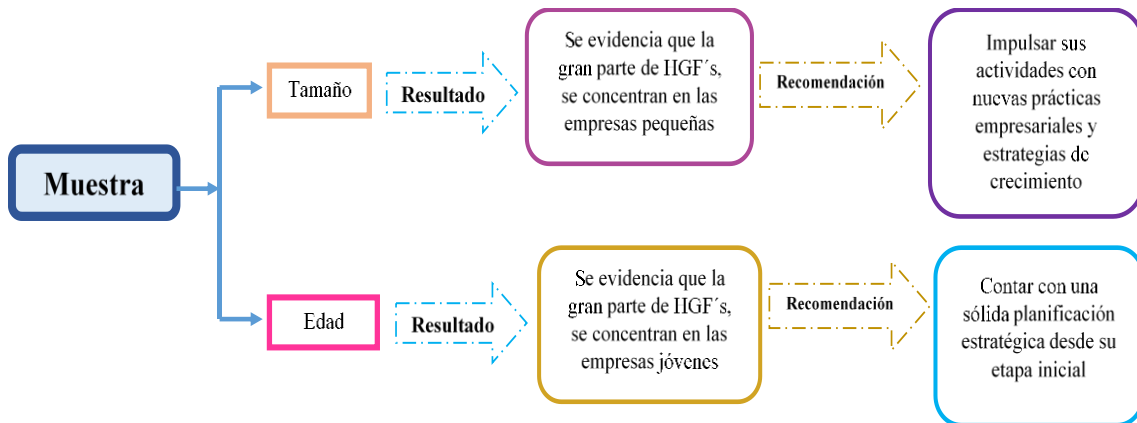 Muestra
Tamaño
Resultado
Se evidencia que la
gran parte de HGF´s,
se concentran en las
empresas pequeñas
Recomendación
Impulsar sus
actividades con
nuevas prácticas
empresariales y
estrategias de
crecimiento
Edad
Resultado
Se evidencia que la
gran parte de HGF´s,
se concentran en las
empresas jóvenes
Recomendación
Contar con una
sólida planificación
estratégica desde su
etapa inicial